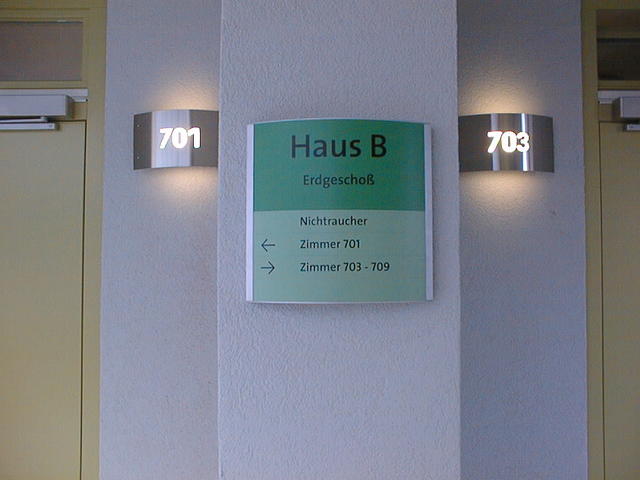 701
Haus B
Erdgeschoß
Nichtraucher
← Zimmer 701
→ Zimmer 703 - 709
703